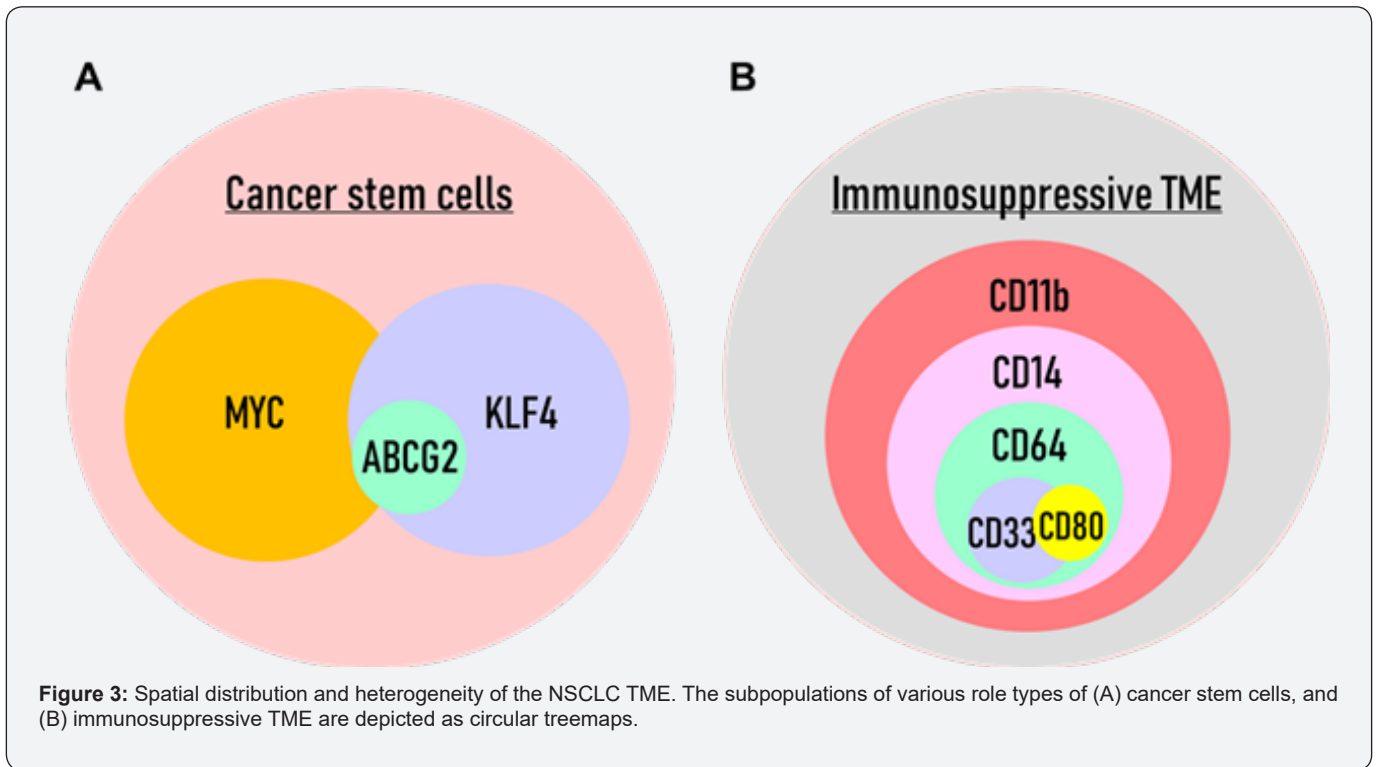 A
B
Cancer stem cells
Immunosuppressive TME
MYC
KLF4
ABCG2
CD11b
CD14
CD64
CD33
CD80
Figure 3: Spatial distribution and heterogeneity of the NSCLC TME. The subpopulations of various role types of (A) cancer stem cells, and
(B) immunosuppressive TME are depicted as circular treemaps.